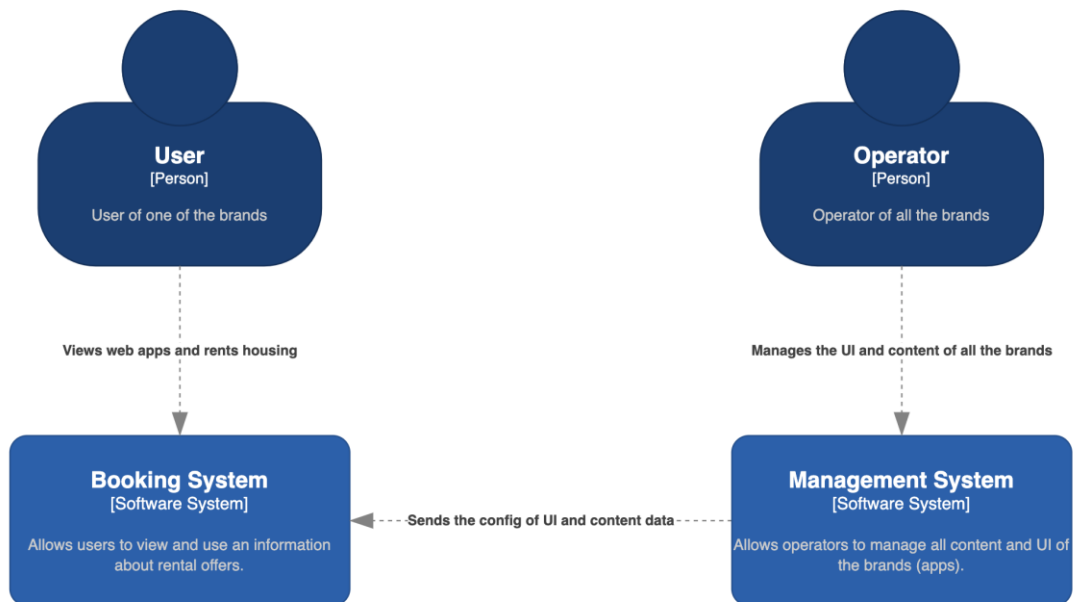 User
[Person]
User of one of the brands
Operator
[Person]
Operator of all the brands
Views web apps and rents housing
Manages the UI and content of all the brands
Booking System
[Software System]
Allows users to view and use an information
about rental offers.
Sends the config of UI and content data
Management System
[Software System]
Allows operators to manage all content and UI of
the brands (apps).